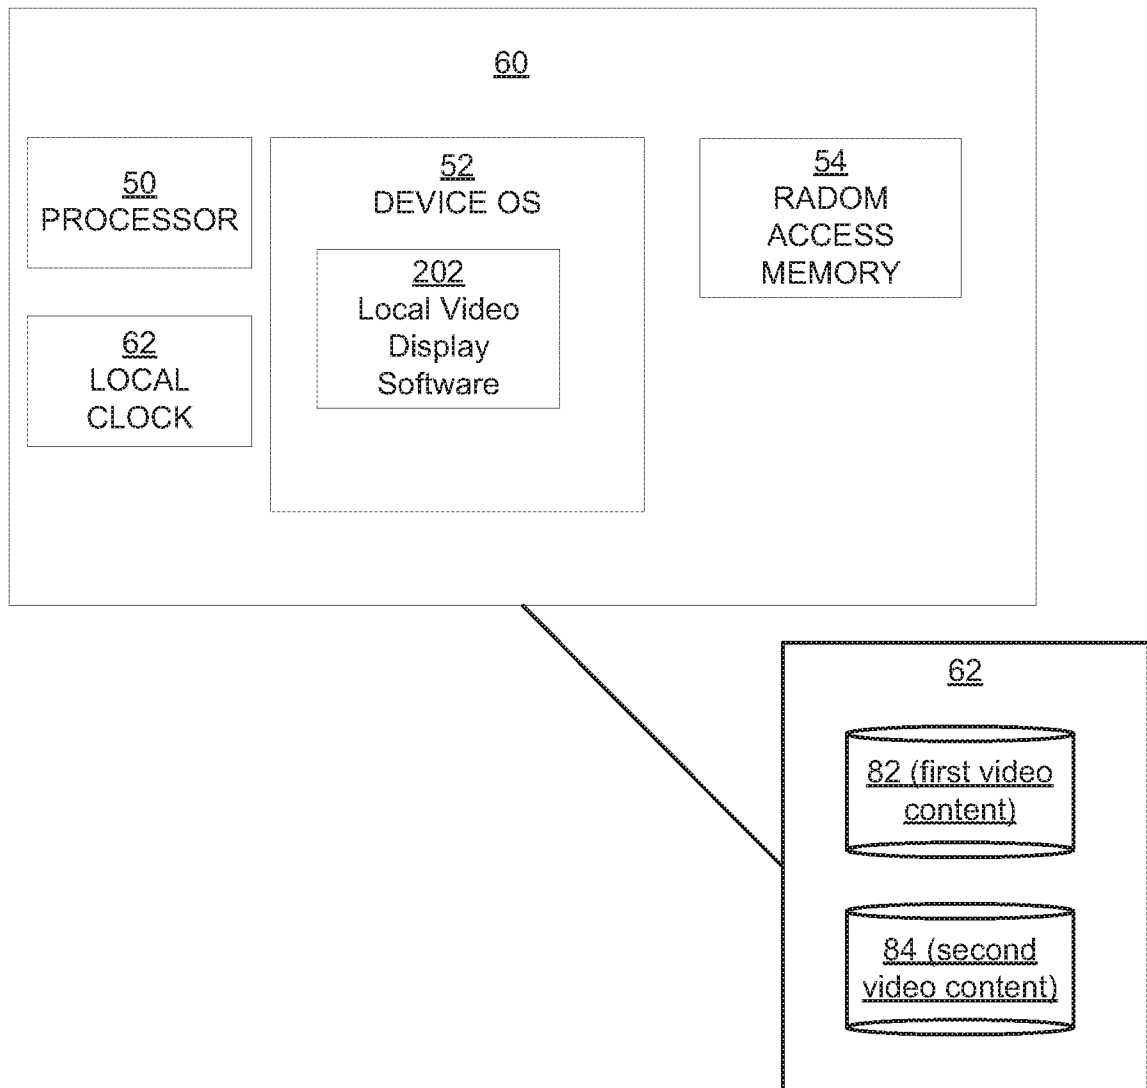 60
50
PROCESSOR
52
DEVICE OS
54
RADOM
ACCESS
MEMORY
202
Local Video
Display
Software
62
LOCAL
CLOCK
62
82 (first video
content)
84 (second
video content)